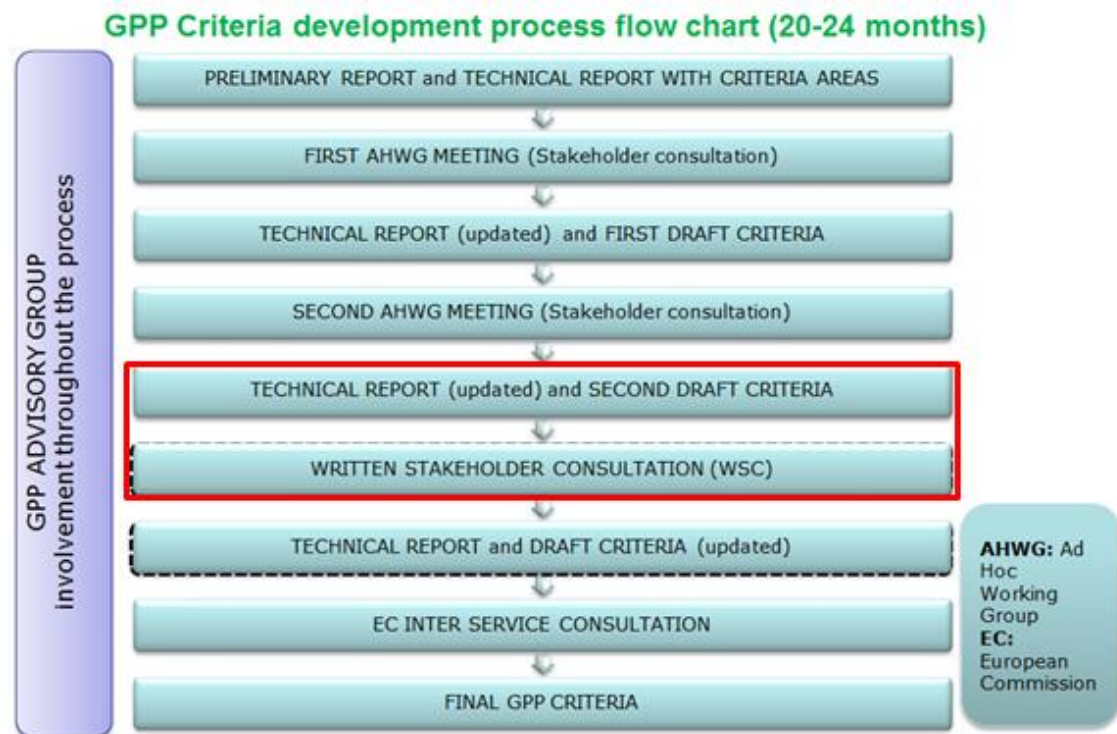 GPP Criteria development process flow chart (20-24 months)
GPP ADVISORY GROUP
involvement throughout the process
PRELIMINARY REPORT and TECHNICAL REPORT WITH CRITERIA AREAS
FIRST AHWG MEETING (Stakeholder consultation)
TECHNICAL REPORT (updated) and FIRST DRAFT CRITERIA
SECOND AHWG MEETING (Stakeholder consultation)
TECHNICAL REPORT (updated) and SECOND DRAFT CRITERIA
WRITTEN STAKEHOLDER CONSULTATION (WSC)
TECHNICAL REPORT and DRAFT CRITERIA (updated)
EC INTER SERVICE CONSULTATION
FINAL GPP CRITERIA
AHWG: Ad
Hoc
Working
Group
EC:
European
Commission